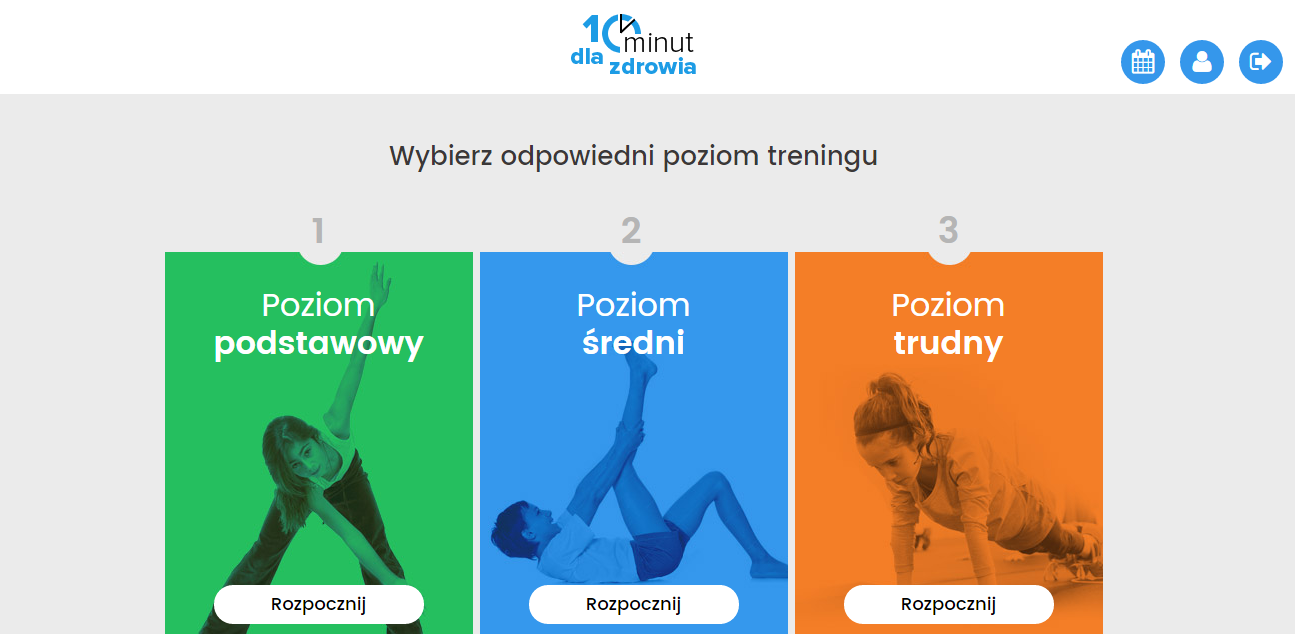 10 minut
dla zdrowia
Wybierz odpowiedni poziom treningu
1
Poziom
podstawowy
Rozpocznij
2
Poziom
średni
Rozpocznij
3
Poziom
trudny
Rozpocznij